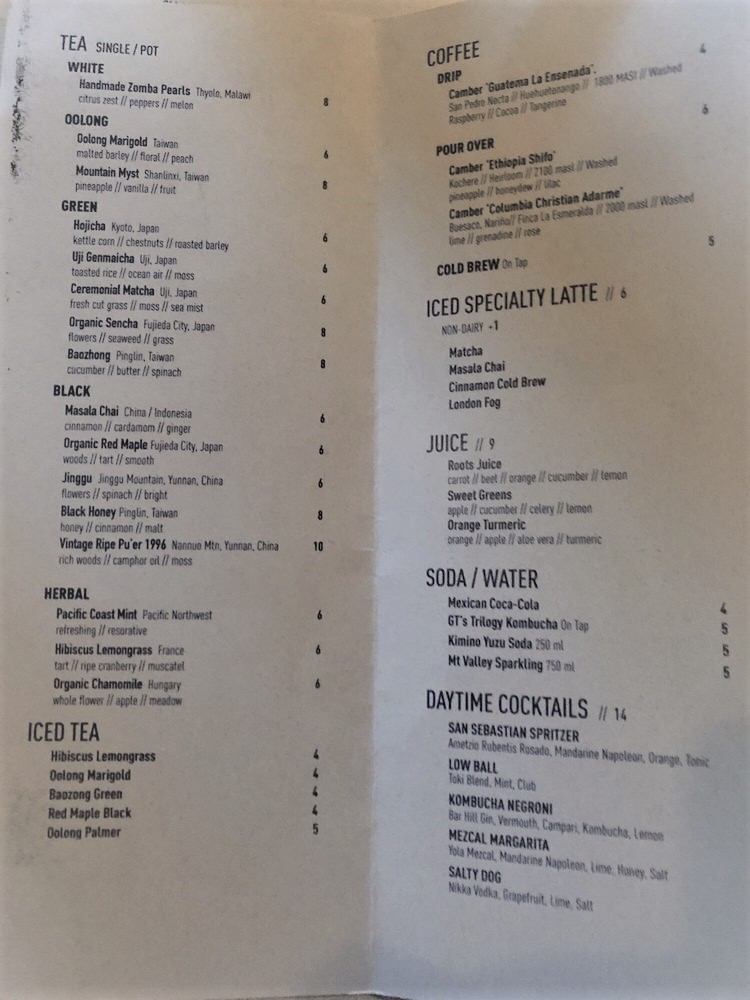 TEA SINGLE / POT
WHITE
Handmade Zomba Pearls Thyolo, Malawi
citrus zest // peppers // melon 8
OOLONG
Oolong Marigold Taiwan
malted barley // floral // peach 6
Mountain Myst Shanlinxi, Taiwan
pineapple // vanilla // fruit 8
GREEN
Hojicha Kyoto, Japan
kettle corn // chestnuts // roasted barley 6
Uji Genmaicha Uji, Japan
toasted rice // ocean air // moss 6
Ceremonial Matcha Uji, Japan
fresh cut grass // moss // sea mist 6
Organic Sencha Fujieda City, Japan
flowers // seaweed // grass 8
Baozhong Pinglin, Taiwan
cucumber // butter // spinach 8
BLACK
Masala Chai China / Indonesia
cinnamon // cardamom // ginger 6
Organic Red Maple Fujieda City, Japan
woods // tart // smooth 6
Jinggu Jinggu Mountain, Yunnan, China
flowers // spinach // bright 6
Black Honey Pinglin, Taiwan
honey // cinnamon // malt 8
Vintage Ripe Pu'er 1996 Nannuo Mtn, Yunnan, China 10
rich woods // camphor oil // moss
HERBAL
Pacific Coast Mint Pacific Northwest 6
refreshing // resorative
Hibiscus Lemongrass France 6
tart // ripe cranberry // muscatel
Organic Chamomile Hungary 6
whole flower // apple // meadow
ICED TEA
Hibiscus Lemongrass 4
Oolong Marigold 4
Baozong Green 4
Red Maple Black 4
Oolong Palmer 5
COFFEE
DRIP 4
Camber "Guatema La Ensenada".
San Pedro Necta // Huehuetenango // 1800 MASl // Washed
Raspberry // Cocoa // Tangerine
POUR OVER 6
Camber "Ethiopia Shifo"
Kochere // Heirloom // 2100 masl // Washed
pineapple // honeydew // lilac
Camber "Columbia Christian Adarme"
Buesaco, Nariño// Finca La Esmeralda // 2000 masl // Washed
lime // grenadine // rose
COLD BREW On Tap 5
ICED SPECIALTY LATTE // 6
NON-DAIRY +1
Matcha
Masala Chai
Cinnamon Cold Brew
London Fog
JUICE // 9
Roots Juice
carrot // beet // orange // cucumber // lemon
Sweet Greens
apple // cucumber // celery // lemon
Orange Turmeric
orange // apple // aloe vera // turmeric
SODA / WATER
Mexican Coca-Cola 4
GT's Trilogy Kombucha On Tap 5
Kimino Yuzu Soda 250 ml 5
Mt Valley Sparkling 750 ml 5
DAYTIME COCKTAILS // 14
SAN SEBASTIAN SPRITZER
Ametzio Rubentis Rosado, Mandarine Napoleon, Orange, Tonic
LOW BALL
Toki Blend, Mint, Club
KOMBUCHA NEGRONI
Bar Hill Gin, Vermouth, Campari, Kombucha, Lemon
MEZCAL MARGARITA
Yola Mezcal, Mandarine Napoleon, Lime, Honey, Salt
SALTY DOG
Nikka Vodka, Grapefruit, Lime, Salt